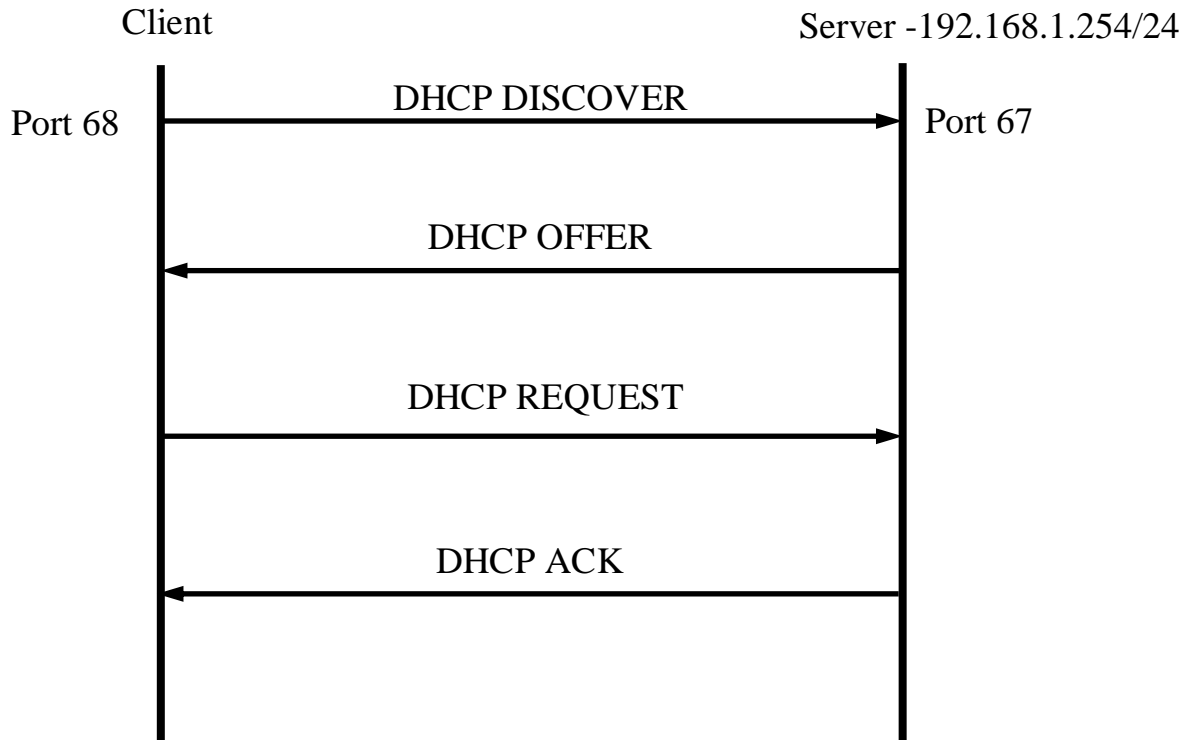 Client
Server -192.168.1.254/24
DHCP DISCOVER
Port 68
Port 67
DHCP OFFER
DHCP REQUEST
DHCP ACK